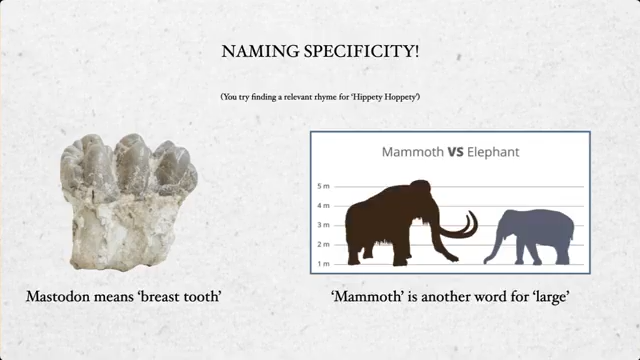 NAMING SPECIFICITY!
(You try finding a relevant rhyme for 'Hippety Hoppety')
Mammoth VS Elephant
5 m
4 m
3 m
2 m
1 m
Mastodon means 'breast tooth'
'Mammoth' is another word for 'large'